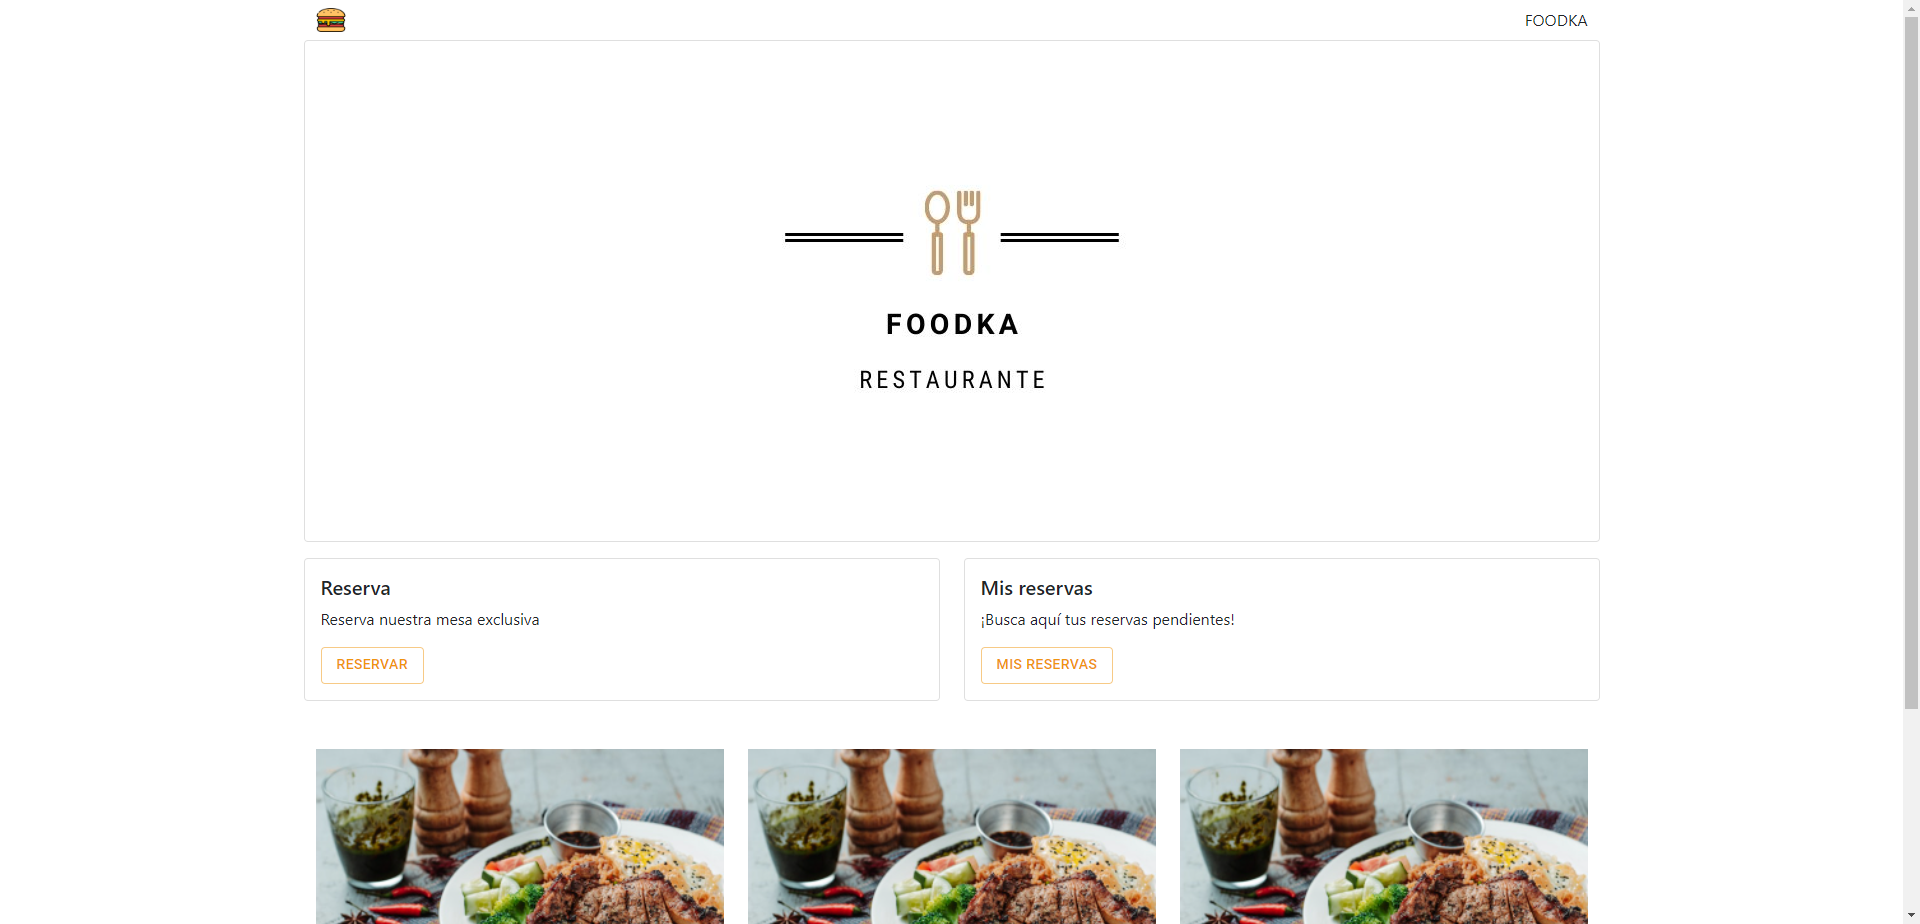 FOODKA
FOODKA
RESTAURANTE
Reserva
Reserva nuestra mesa exclusiva
RESERVAR
Mis reservas
¡Busca aquí tus reservas pendientes!
MIS RESERVAS